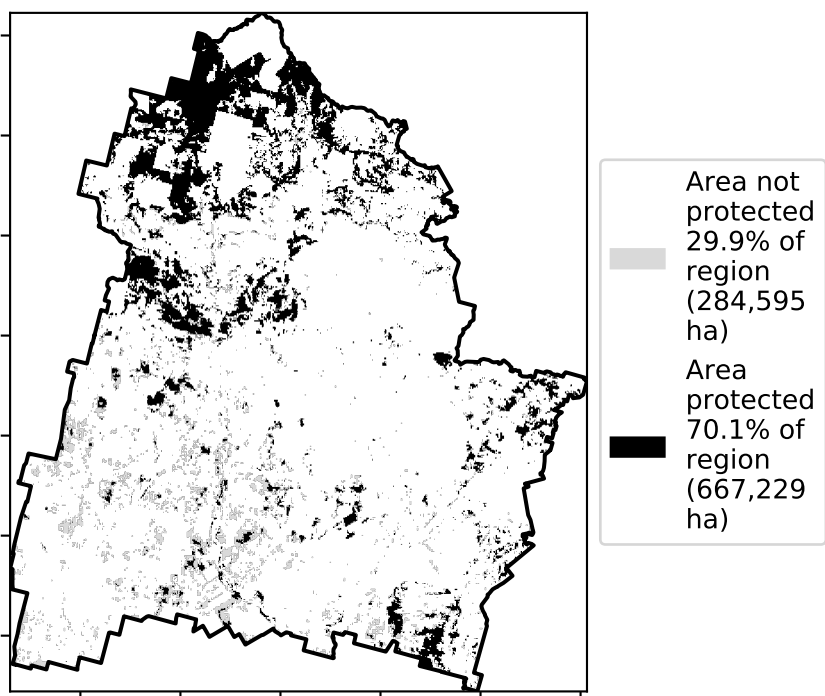 Area not
protected
29.9% of
region
(284,595
ha)
Area
protected
70.1% of
region
(667,229
ha)